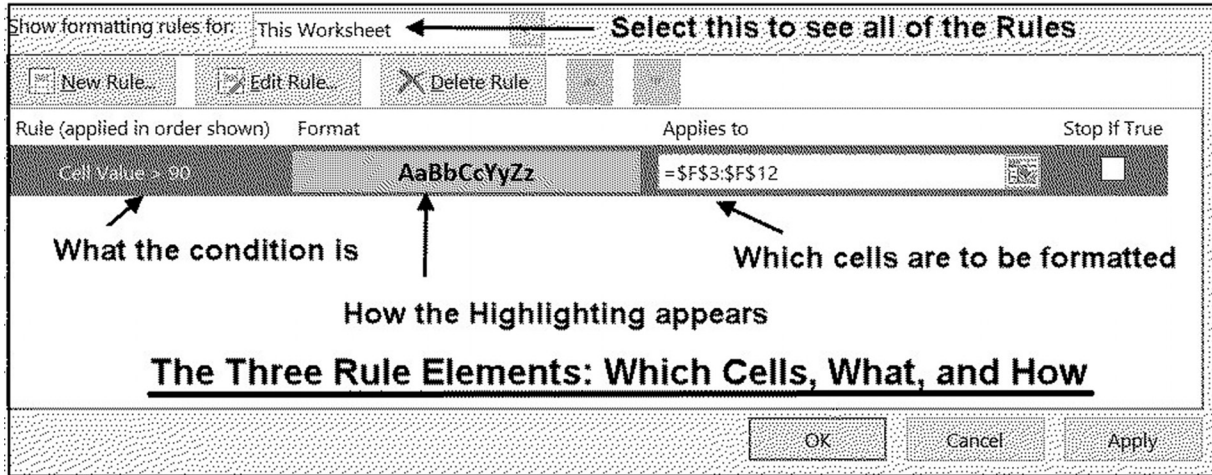 Show formatting rules for: This Worksheet Select this to see all of the Rules
New Rule... Edit Rule... Delete Rule
Rule (applied in order shown) Format Applies to Stop If True
Cell Value > 90 AaBbCcYyZz =$F$3:$F$12
What the condition is
Which cells are to be formatted
How the Highlighting appears
The Three Rule Elements: Which Cells, What, and How
OK Cancel Apply